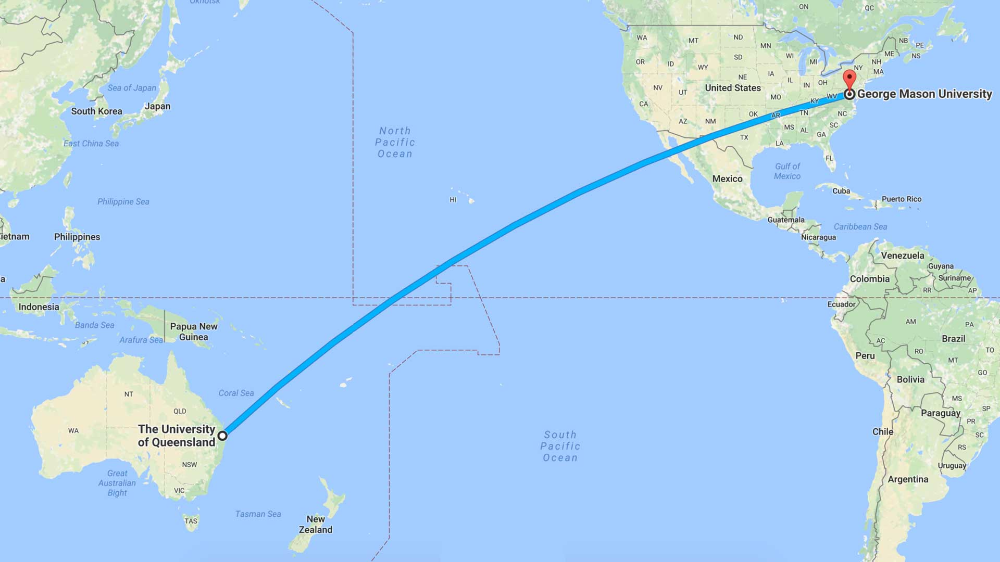 Okhotsk
ON
QC
WA
MT
ND
MN
NB
PE
ME
NS
OR
ID
WY
SD
WI
MI
NY
NH
MA
IA
NE
IL
IN
OH
NV
UT
United States
MO
KY
WV
George Mason University
CA
AZ
NM
OK
AR
TN
NC
TX
MS
AL
GA
SC
LA
FL
Sea of Japan
South Korea
Japan
East China Sea
North
Pacific
Ocean
Gulf of
Mexico
Mexico
Cuba
Puerto Rico
Philippine Sea
HI
Guatemala
Caribbean Sea
Nicaragua
ietnam
Philippines
Venezuela
Guyana
Suriname
Colombia
RR
AP
a
Indonesia
Ecuador
Banda Sea
Papua New
Guinea
Arafura Sea
AM
PA
Brazil
AC
RO
TO
Peru
MT
GO
Bolivia
Coral Sea
NT
QLD
MS
SP
Paraguay
PR
WA
The University
of Queensland
South
Pacific
Ocean
Chile
SC
RS
NSW
Uruguay
Great
Australian
Bight
Argentina
VIC
TAS
Tasman Sea
New
Zealand